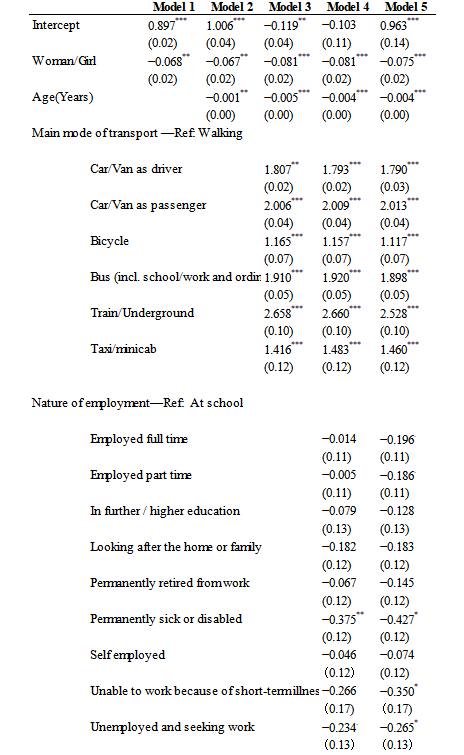 Model 1 Model 2 Model 3 Model 4 Model 5
Intercept 0.897*** 1.006*** −0.119** −0.103 0.963***
(0.02) (0.04) (0.04) (0.11) (0.14)
Woman/Girl −0.068** −0.067** −0.081*** −0.081*** −0.075***
(0.02) (0.02) (0.02) (0.02) (0.02)
Age(Years) −0.001** −0.005*** −0.004*** −0.004***
(0.00) (0.00) (0.00) (0.00)
Main mode of transport —Ref: Walking
Car/Van as driver 1.807** 1.793*** 1.790***
(0.02) (0.02) (0.03)
Car/Van as passenger 2.006*** 2.009*** 2.013***
(0.04) (0.04) (0.04)
Bicycle 1.165*** 1.157*** 1.117***
(0.07) (0.07) (0.07)
Bus (incl. school/work and ordin 1.910*** 1.920*** 1.898***
(0.05) (0.05) (0.05)
Train/Underground 2.658*** 2.660*** 2.528***
(0.10) (0.10) (0.10)
Taxi/minicab 1.416*** 1.483*** 1.460***
(0.12) (0.12) (0.12)
Nature of employment—Ref: At school
Employed full time −0.014 −0.196
(0.11) (0.11)
Employed part time −0.005 −0.186
(0.11) (0.11)
In further / higher education −0.079 −0.128
(0.13) (0.13)
Looking after the home or family −0.182 −0.183
(0.12) (0.12)
Permanently retired from work −0.067 −0.145
(0.12) (0.12)
Permanently sick or disabled −0.375** −0.427*
(0.12) (0.12)
Self employed −0.046 −0.074
(0.12) (0.12)
Unable to work because of short-term illnes −0.266 −0.350*
(0.17) (0.17)
Unemployed and seeking work −0.234 −0.265*
(0.13) (0.13)